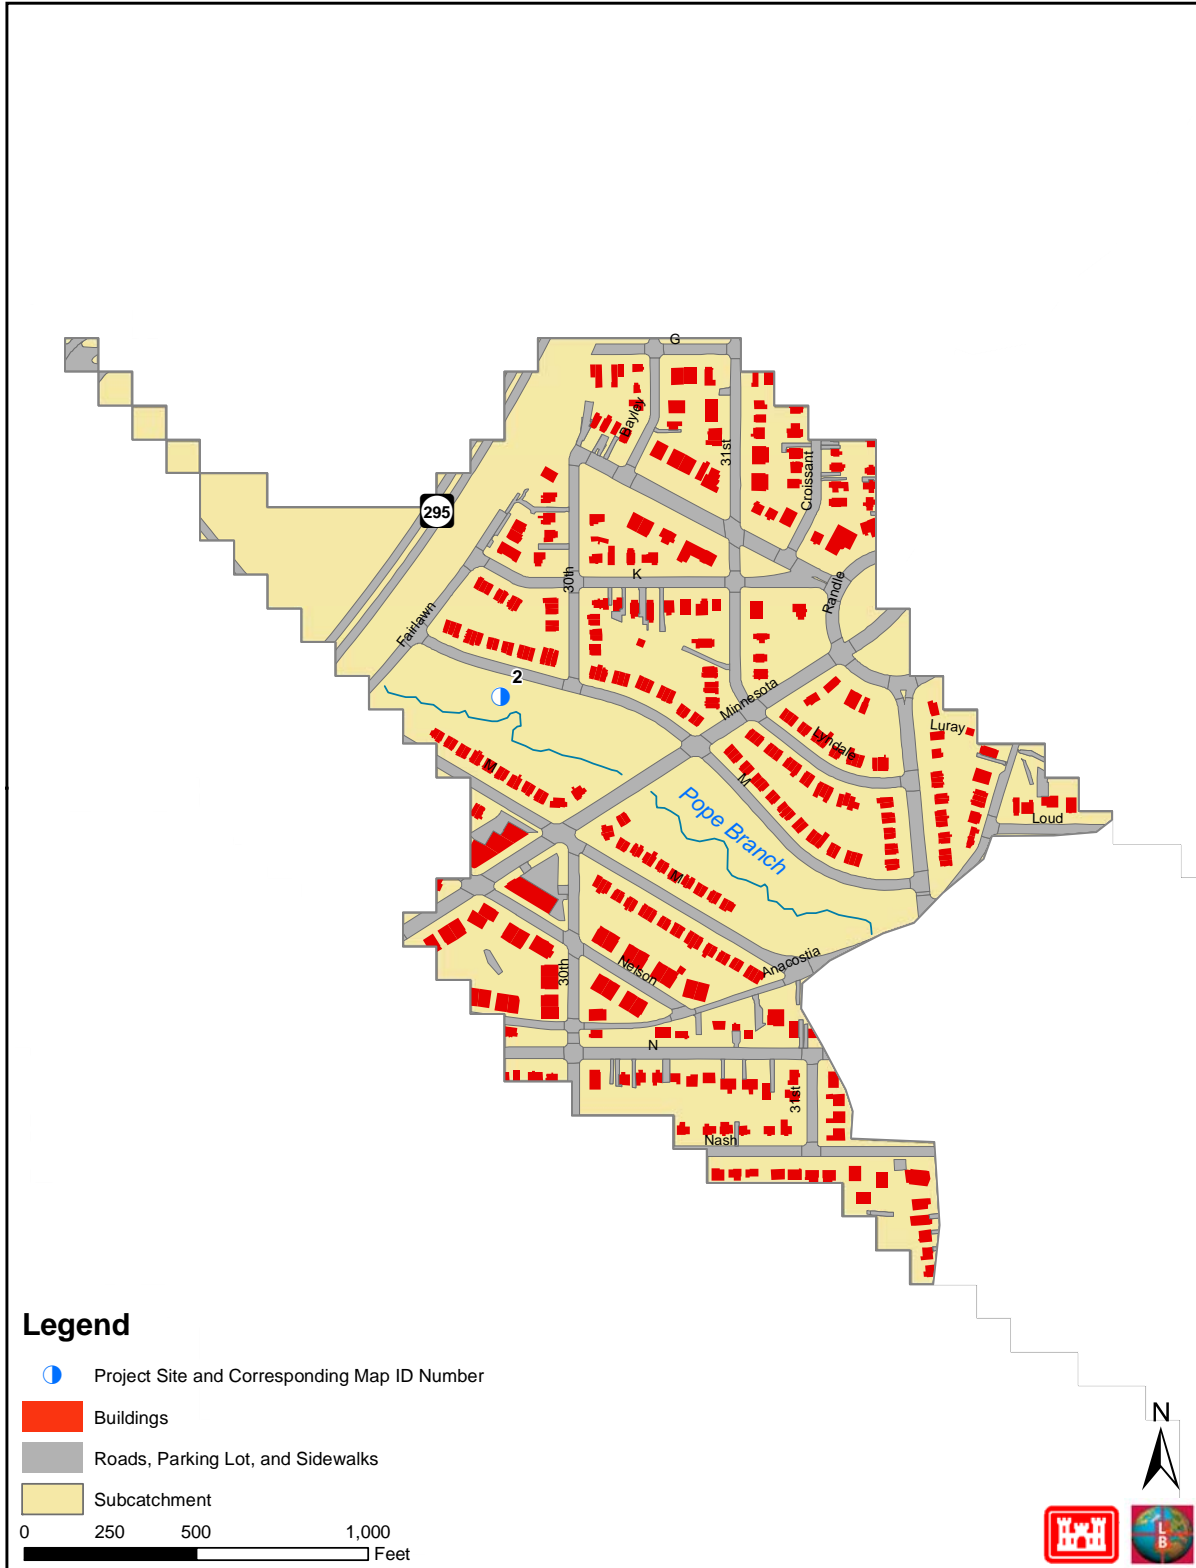 G
Bayley
31st
Croissant
295
30th
K
Randle
Fairlawn
2
Minnesota
Luray
Lyndale
M
M
Pope Branch
Loud
M
Anacostia
30th
Nelson
N
31st
Nash
Legend
Project Site and Corresponding Map ID Number
Buildings
Roads, Parking Lot, and Sidewalks
Subcatchment
0 250 500 1,000
Feet
N
L
B